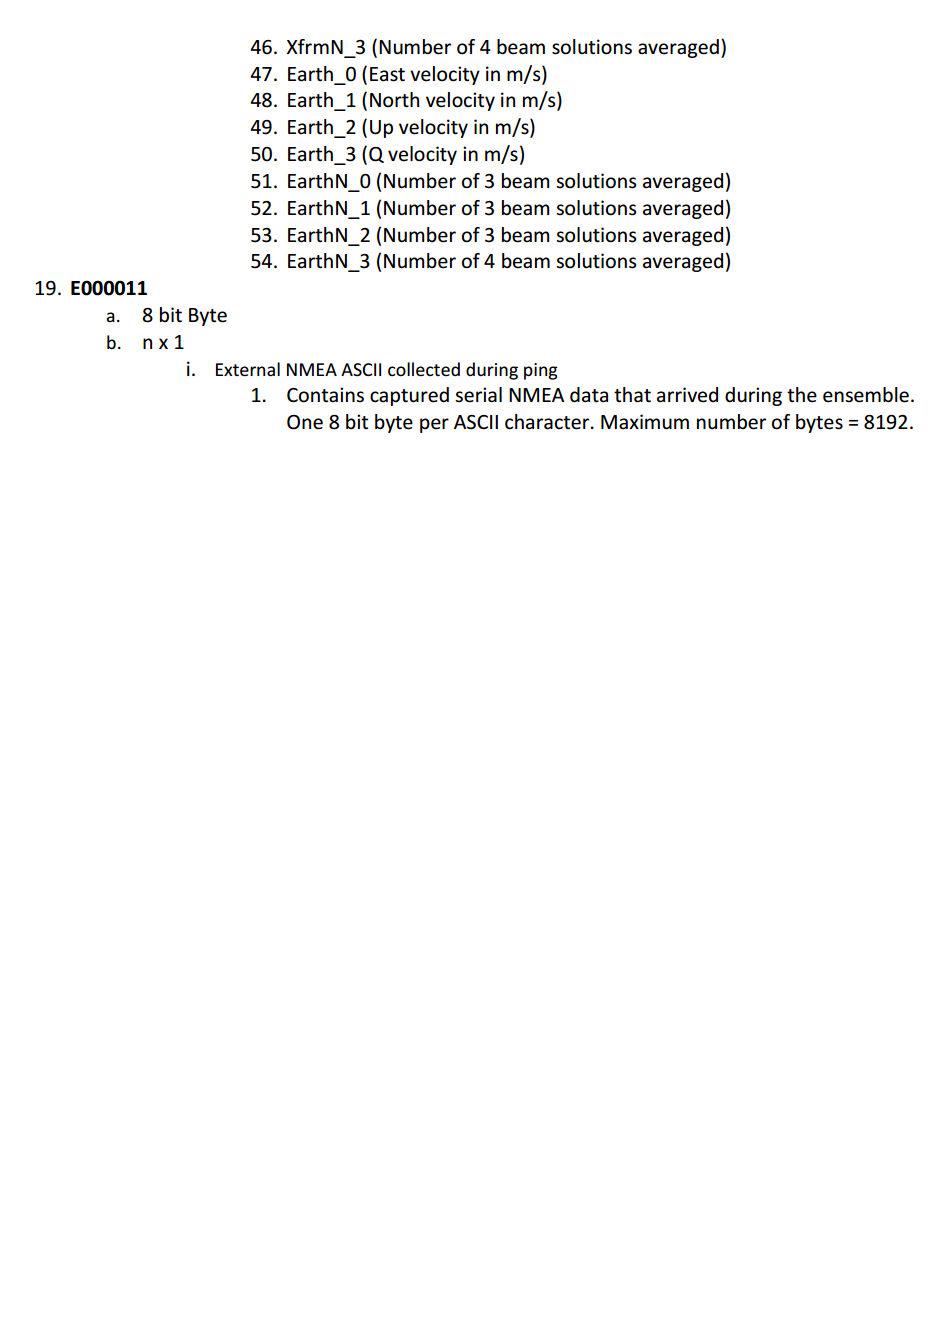 46. XfrmN_3 (Number of 4 beam solutions averaged)
47. Earth_0 (East velocity in m/s)
48. Earth_1 (North velocity in m/s)
49. Earth_2 (Up velocity in m/s)
50. Earth_3 (Q velocity in m/s)
51. EarthN_0 (Number of 3 beam solutions averaged)
52. EarthN_1 (Number of 3 beam solutions averaged)
53. EarthN_2 (Number of 3 beam solutions averaged)
54. EarthN_3 (Number of 4 beam solutions averaged)
19. E000011
a. 8 bit Byte
b. n x 1
i. External NMEA ASCII collected during ping
1. Contains captured serial NMEA data that arrived during the ensemble.
One 8 bit byte per ASCII character. Maximum number of bytes = 8192.